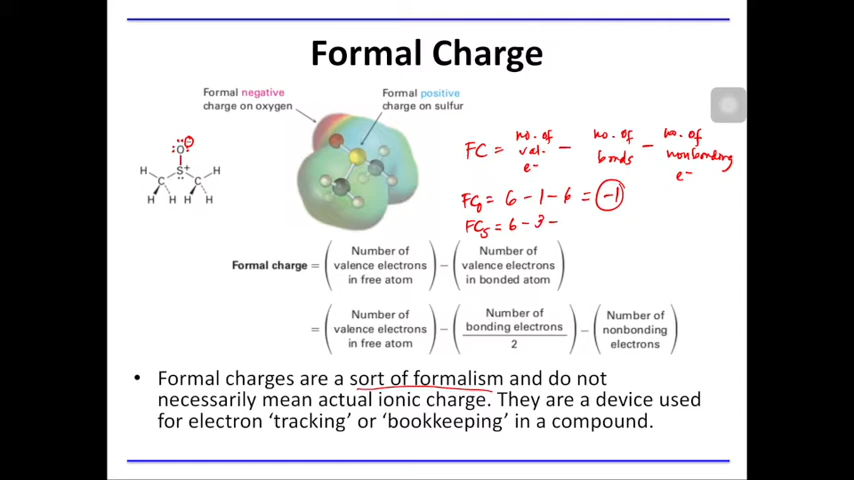 Formal Charge
Formal negative
charge on oxygen
Formal positive
charge on sulfur
:O:⊖
H S+ H
C C
H H H H
FC = no. of val. e⁻ − no. of bonds − no. of nonbonding e⁻
FC₀ = 6 − 1 − 6 = −1
FCₛ = 6 − 3 −
Formal charge = (Number of valence electrons in free atom) − (Number of valence electrons in bonded atom)
= (Number of valence electrons in free atom) − (Number of bonding electrons / 2) − (Number of nonbonding electrons)
• Formal charges are a sort of formalism and do not
necessarily mean actual ionic charge. They are a device used
for electron ‘tracking’ or ‘bookkeeping’ in a compound.